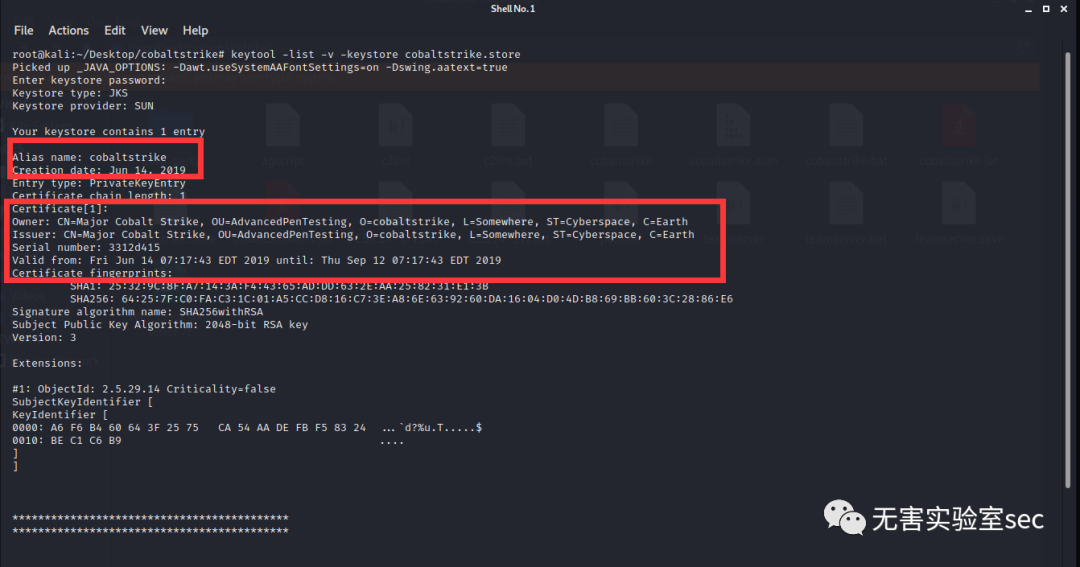 Shell No. 1
File Actions Edit View Help
root@kali:~/Desktop/cobaltstrike# keytool -list -v -keystore cobaltstrike.store
Picked up _JAVA_OPTIONS: -Dawt.useSystemAAFontSettings=on -Dswing.aatext=true
Enter keystore password:
Keystore type: JKS
Keystore provider: SUN
Your keystore contains 1 entry
Alias name: cobaltstrike
Creation date: Jun 14, 2019
Entry type: PrivateKeyEntry
Certificate chain length: 1
Certificate[1]:
Owner: CN=Major Cobalt Strike, OU=AdvancedPenTesting, O=cobaltstrike, L=Somewhere, ST=Cyberspace, C=Earth
Issuer: CN=Major Cobalt Strike, OU=AdvancedPenTesting, O=cobaltstrike, L=Somewhere, ST=Cyberspace, C=Earth
Serial number: 3312d415
Valid from: Fri Jun 14 07:17:43 EDT 2019 until: Thu Sep 12 07:17:43 EDT 2019
Certificate fingerprints:
SHA1: 25:32:9C:8F:A7:14:3A:F4:43:65:AD:DD:63:2E:AA:25:82:31:E1:3B
SHA256: 64:25:7F:C0:FA:C3:1C:01:A5:CC:D8:16:C7:3E:A8:6E:63:92:60:DA:16:04:D0:4D:B8:69:BB:60:3C:28:86:E6
Signature algorithm name: SHA256withRSA
Subject Public Key Algorithm: 2048-bit RSA key
Version: 3
Extensions:
#1: ObjectId: 2.5.29.14 Criticality=false
SubjectKeyIdentifier [
KeyIdentifier [
0000: A6 F6 B4 60 64 3F 25 75 CA 54 AA DE FB F5 83 24 ...`d?%u.T.....$
0010: BE C1 C6 B9 ....
]
]
*******************************************
*******************************************
无害实验室sec